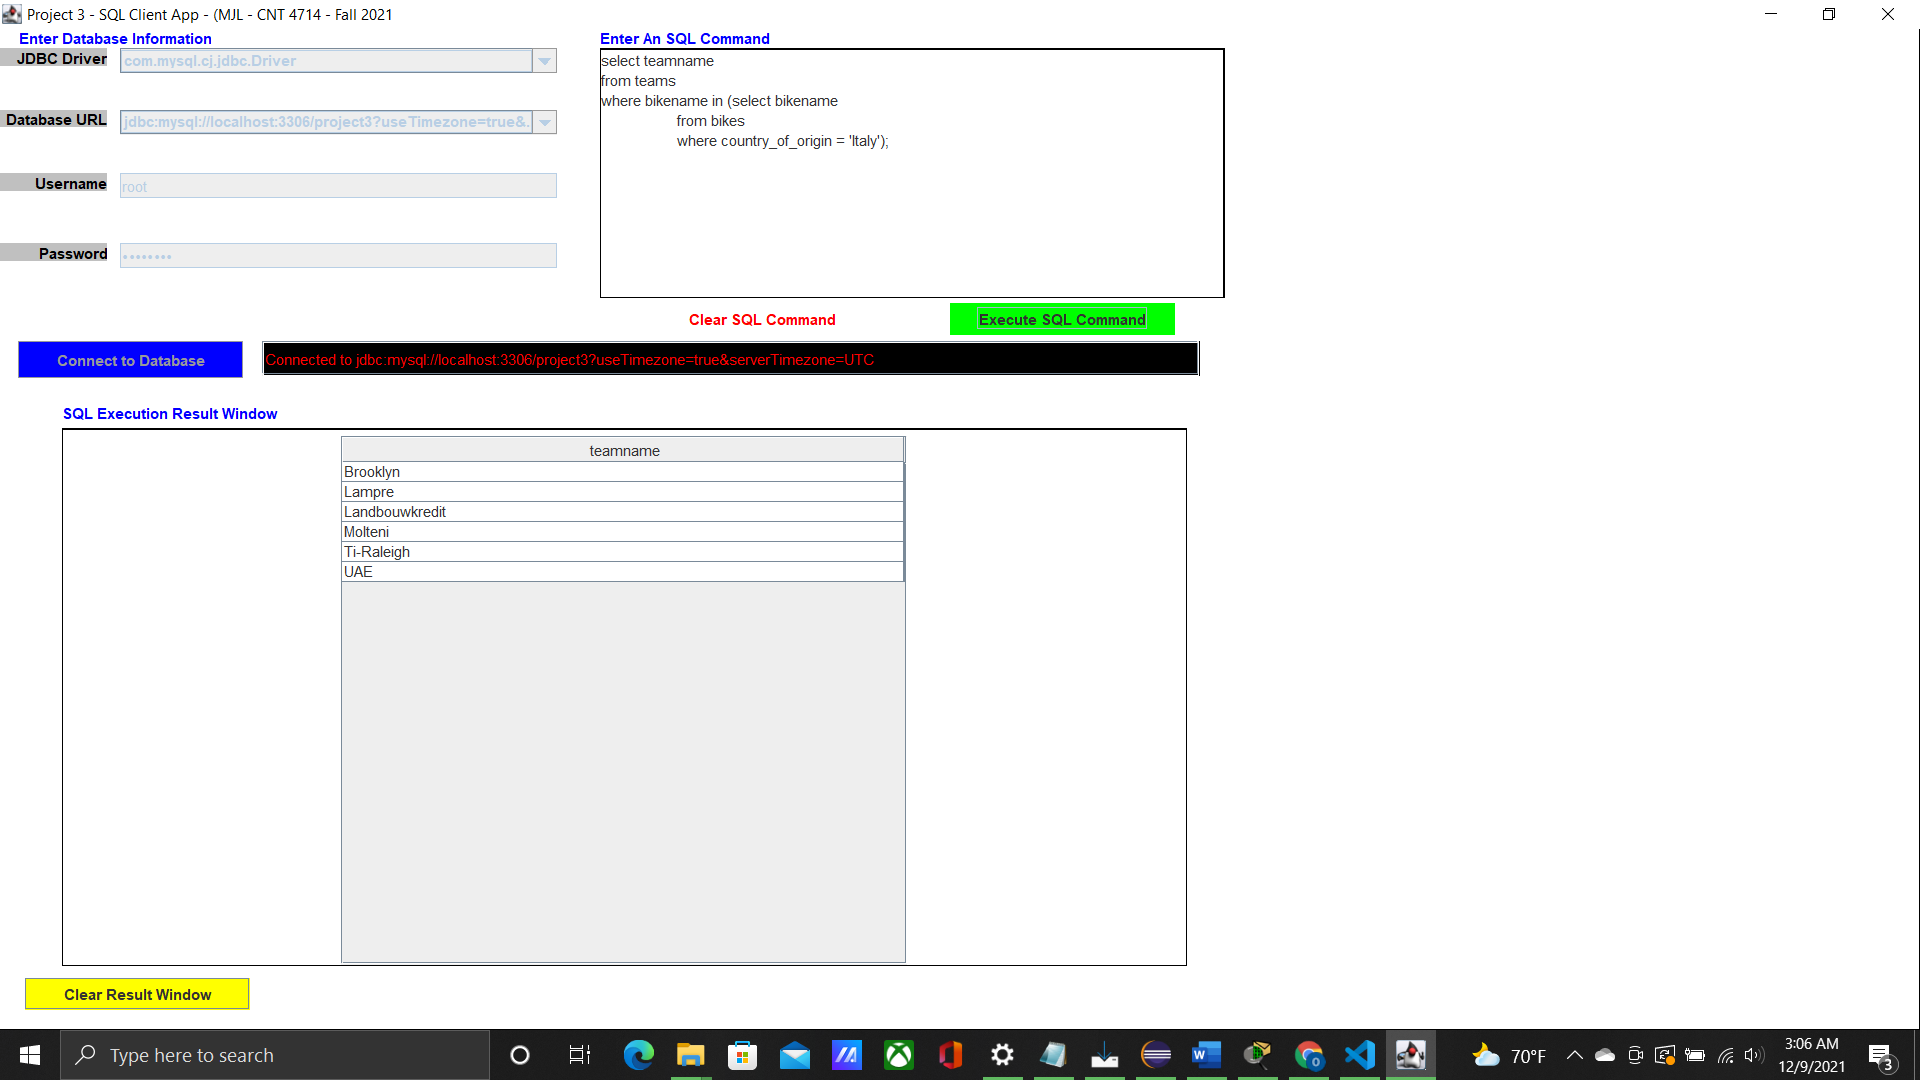 Project 3 - SQL Client App - (MJL - CNT 4714 - Fall 2021
Enter Database Information
JDBC Driver
com.mysql.cj.jdbc.Driver
Database URL
jdbc:mysql://localhost:3306/project3?useTimezone=true&...
Username
root
Password
••••••••
Enter An SQL Command
select teamname
from teams
where bikename in (select bikename
from bikes
where country_of_origin = 'Italy');
Clear SQL Command
Execute SQL Command
Connect to Database
Connected to jdbc:mysql://localhost:3306/project3?useTimezone=true&serverTimezone=UTC
SQL Execution Result Window
teamname
Brooklyn
Lampre
Landbouwkredit
Molteni
Ti-Raleigh
UAE
Clear Result Window
Type here to search
70°F
3:06 AM
12/9/2021
3